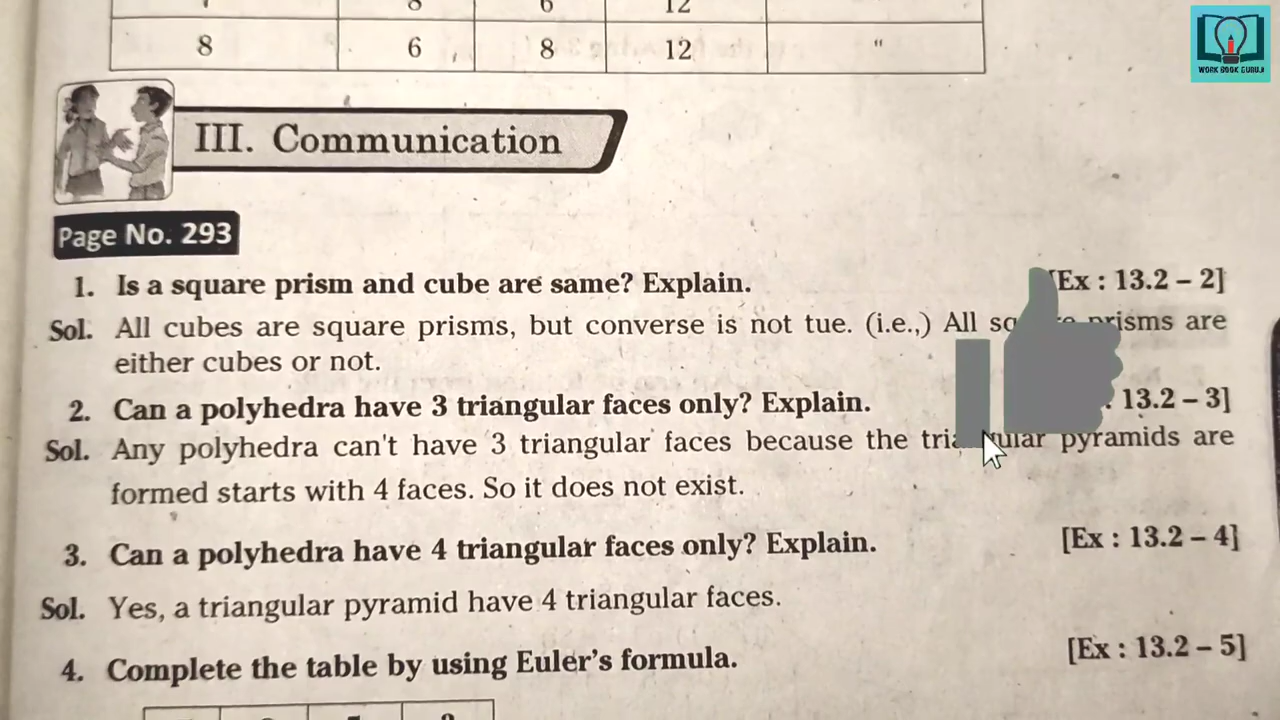 8 6 12
8 6 8 12 "
WORK BOOK GURUJI
III. Communication
Page No. 293
1. Is a square prism and cube are same? Explain. [Ex : 13.2 – 2]
Sol. All cubes are square prisms, but converse is not tue. (i.e.,) All prisms are
either cubes or not.
2. Can a polyhedra have 3 triangular faces only? Explain. 13.2 – 3]
Sol. Any polyhedra can't have 3 triangular faces because the triangular pyramids are
formed starts with 4 faces. So it does not exist.
3. Can a polyhedra have 4 triangular faces only? Explain. [Ex : 13.2 – 4]
Sol. Yes, a triangular pyramid have 4 triangular faces.
4. Complete the table by using Euler's formula. [Ex : 13.2 – 5]